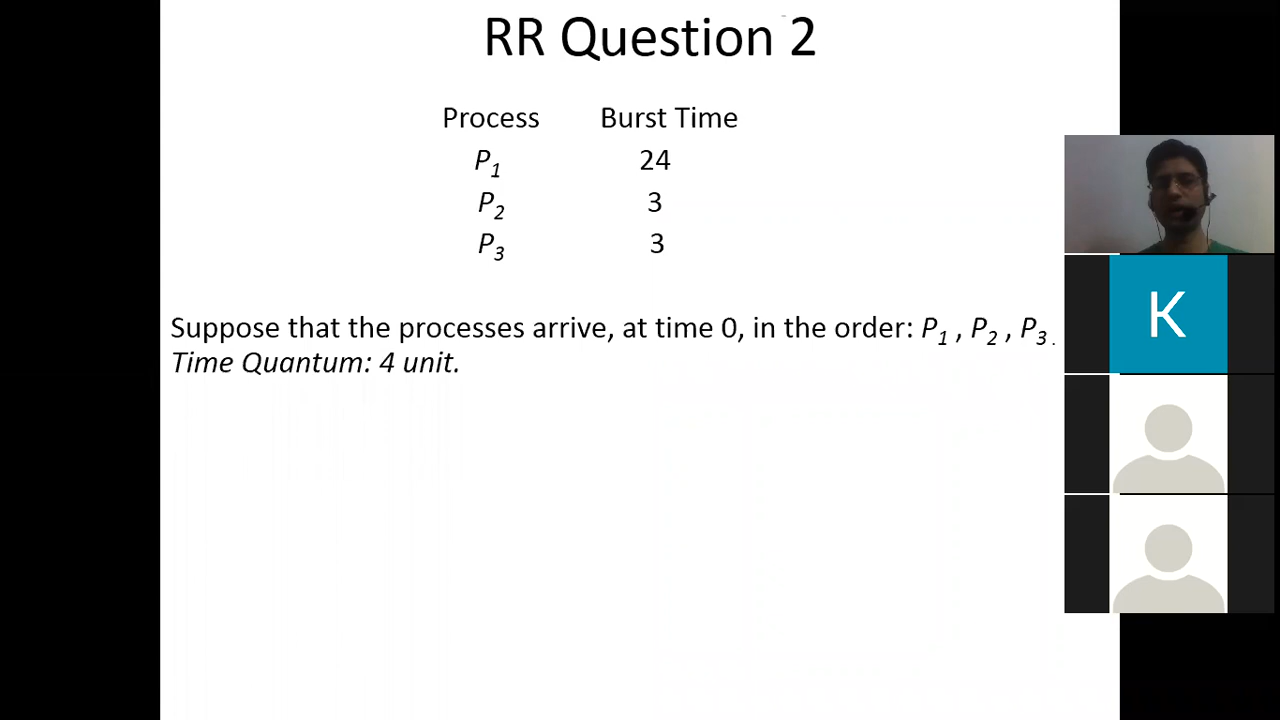 RR Question 2
Process Burst Time
P1 24
P2 3
P3 3
Suppose that the processes arrive, at time 0, in the order: P1 , P2 , P3 .
Time Quantum: 4 unit.
K